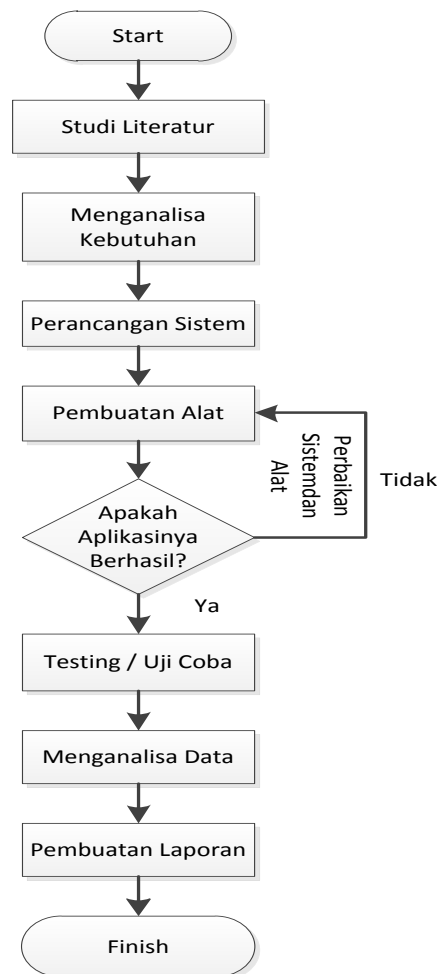 Start
Studi Literatur
Menganalisa
Kebutuhan
Perancangan Sistem
Pembuatan Alat
Perbaikan
Sistemdan
Alat
Tidak
Apakah
Aplikasinya
Berhasil?
Ya
Testing / Uji Coba
Menganalisa Data
Pembuatan Laporan
Finish